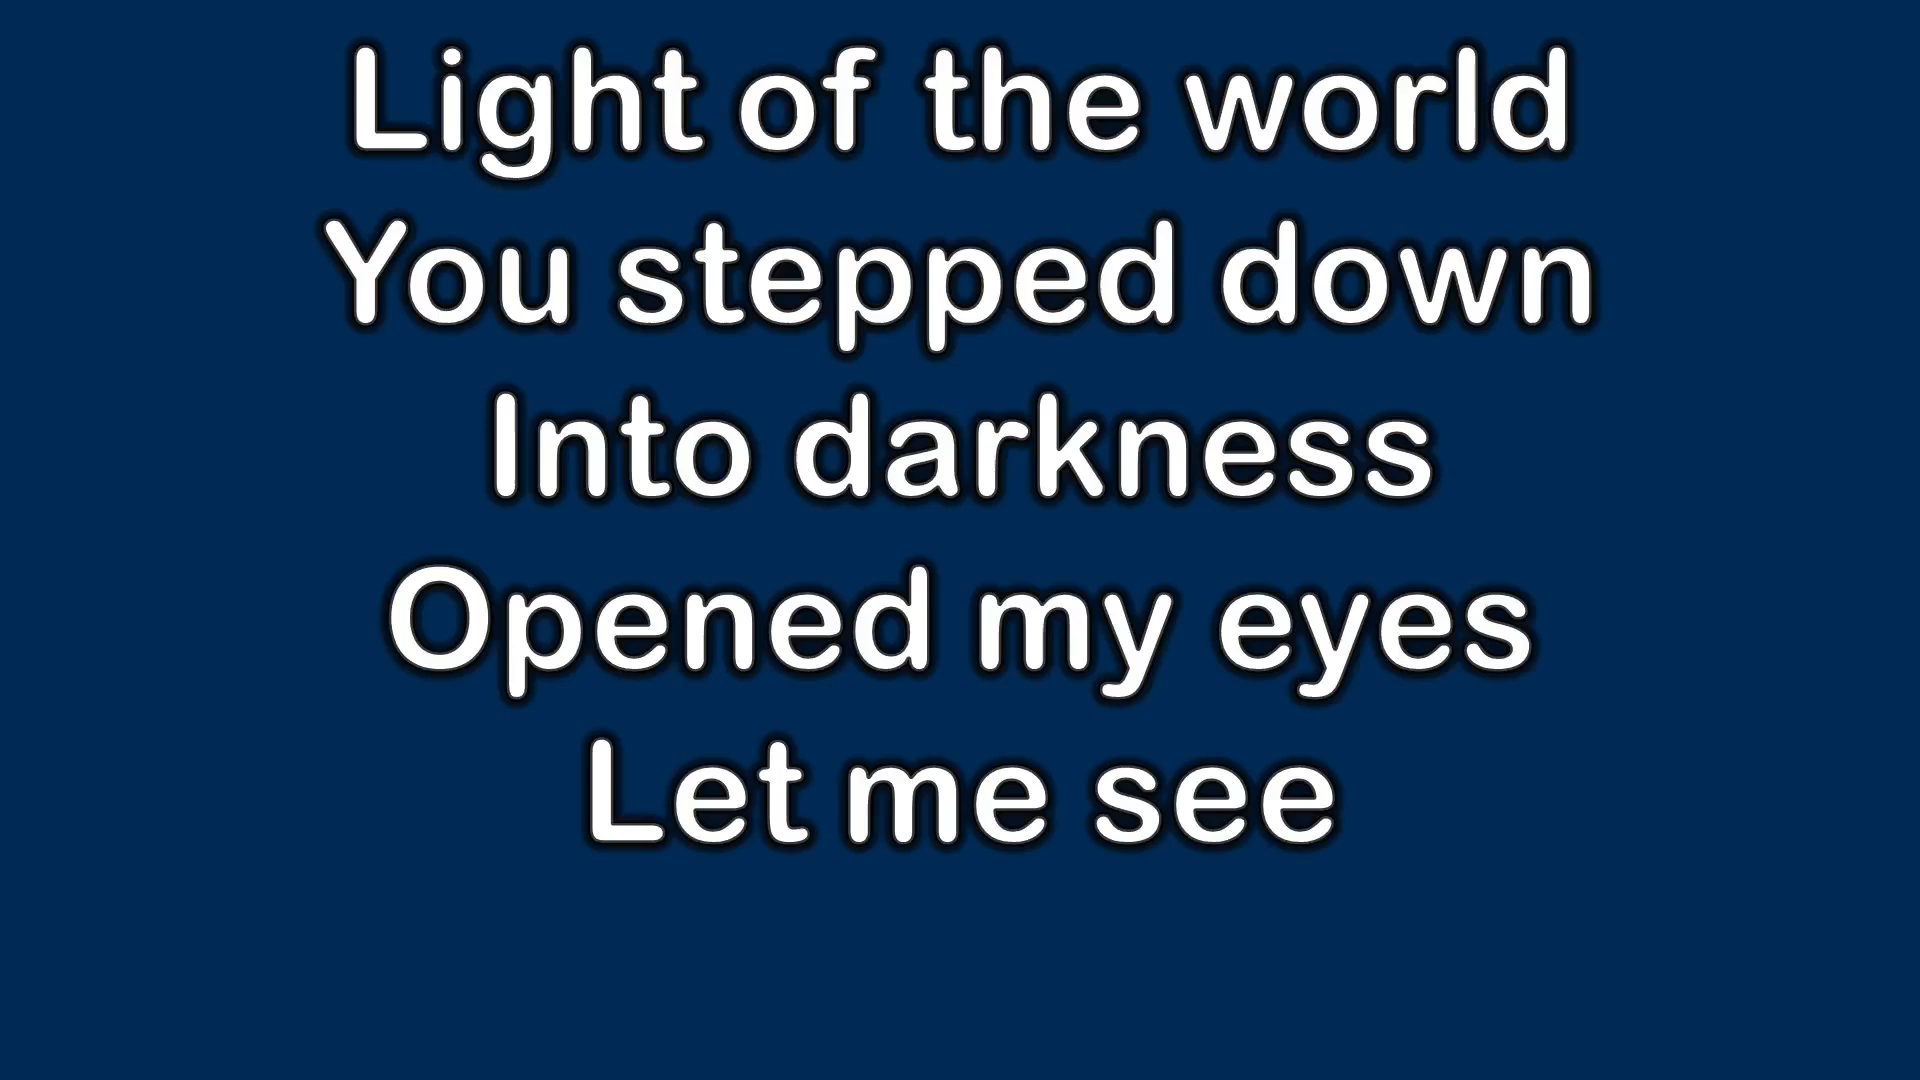 Light of the world
You stepped down
Into darkness
Opened my eyes
Let me see